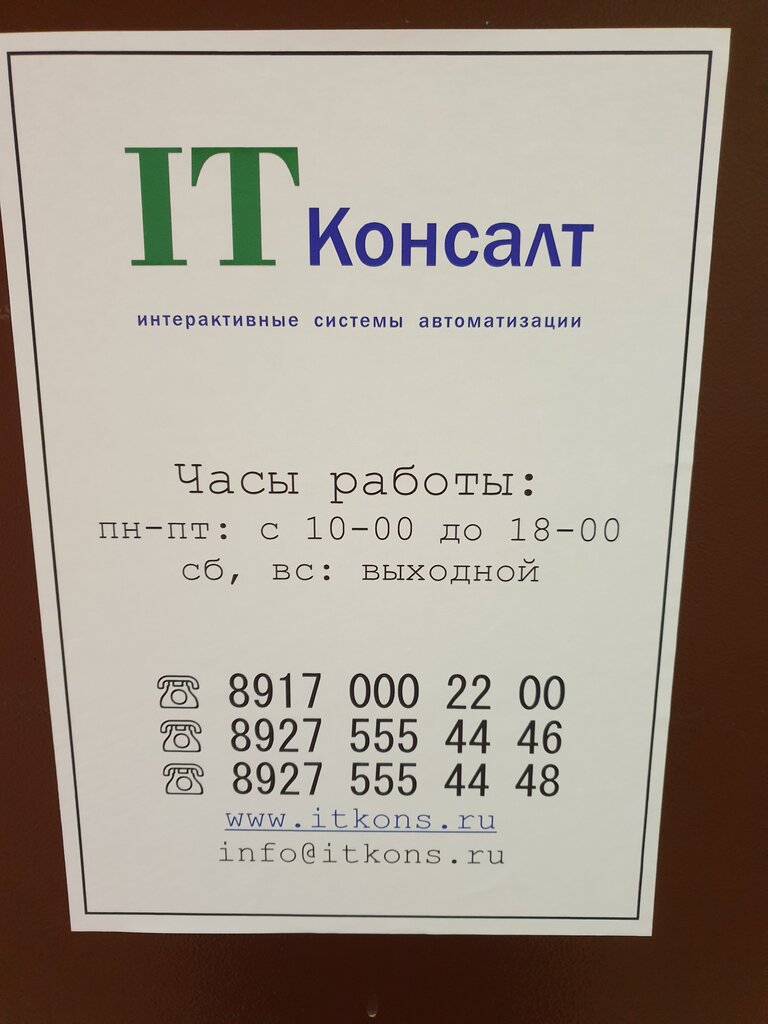 IT Консалт
интерактивные системы автоматизации
Часы работы:
пн-пт: с 10-00 до 18-00
сб, вс: выходной
8917 000 22 00
8927 555 44 46
8927 555 44 48
www.itkons.ru
info@itkons.ru